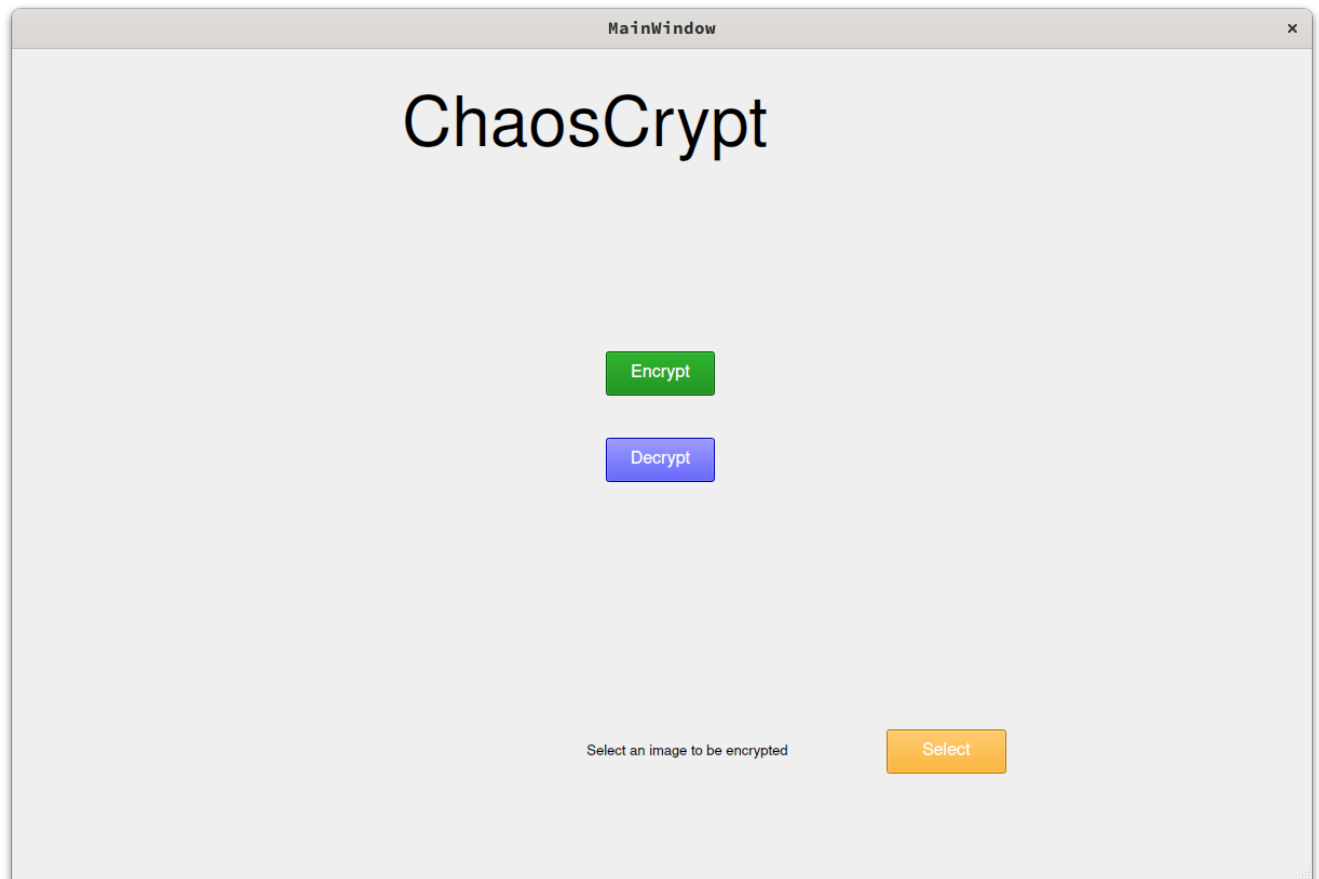 MainWindow
ChaosCrypt
Encrypt
Decrypt
Select an image to be encrypted
Select